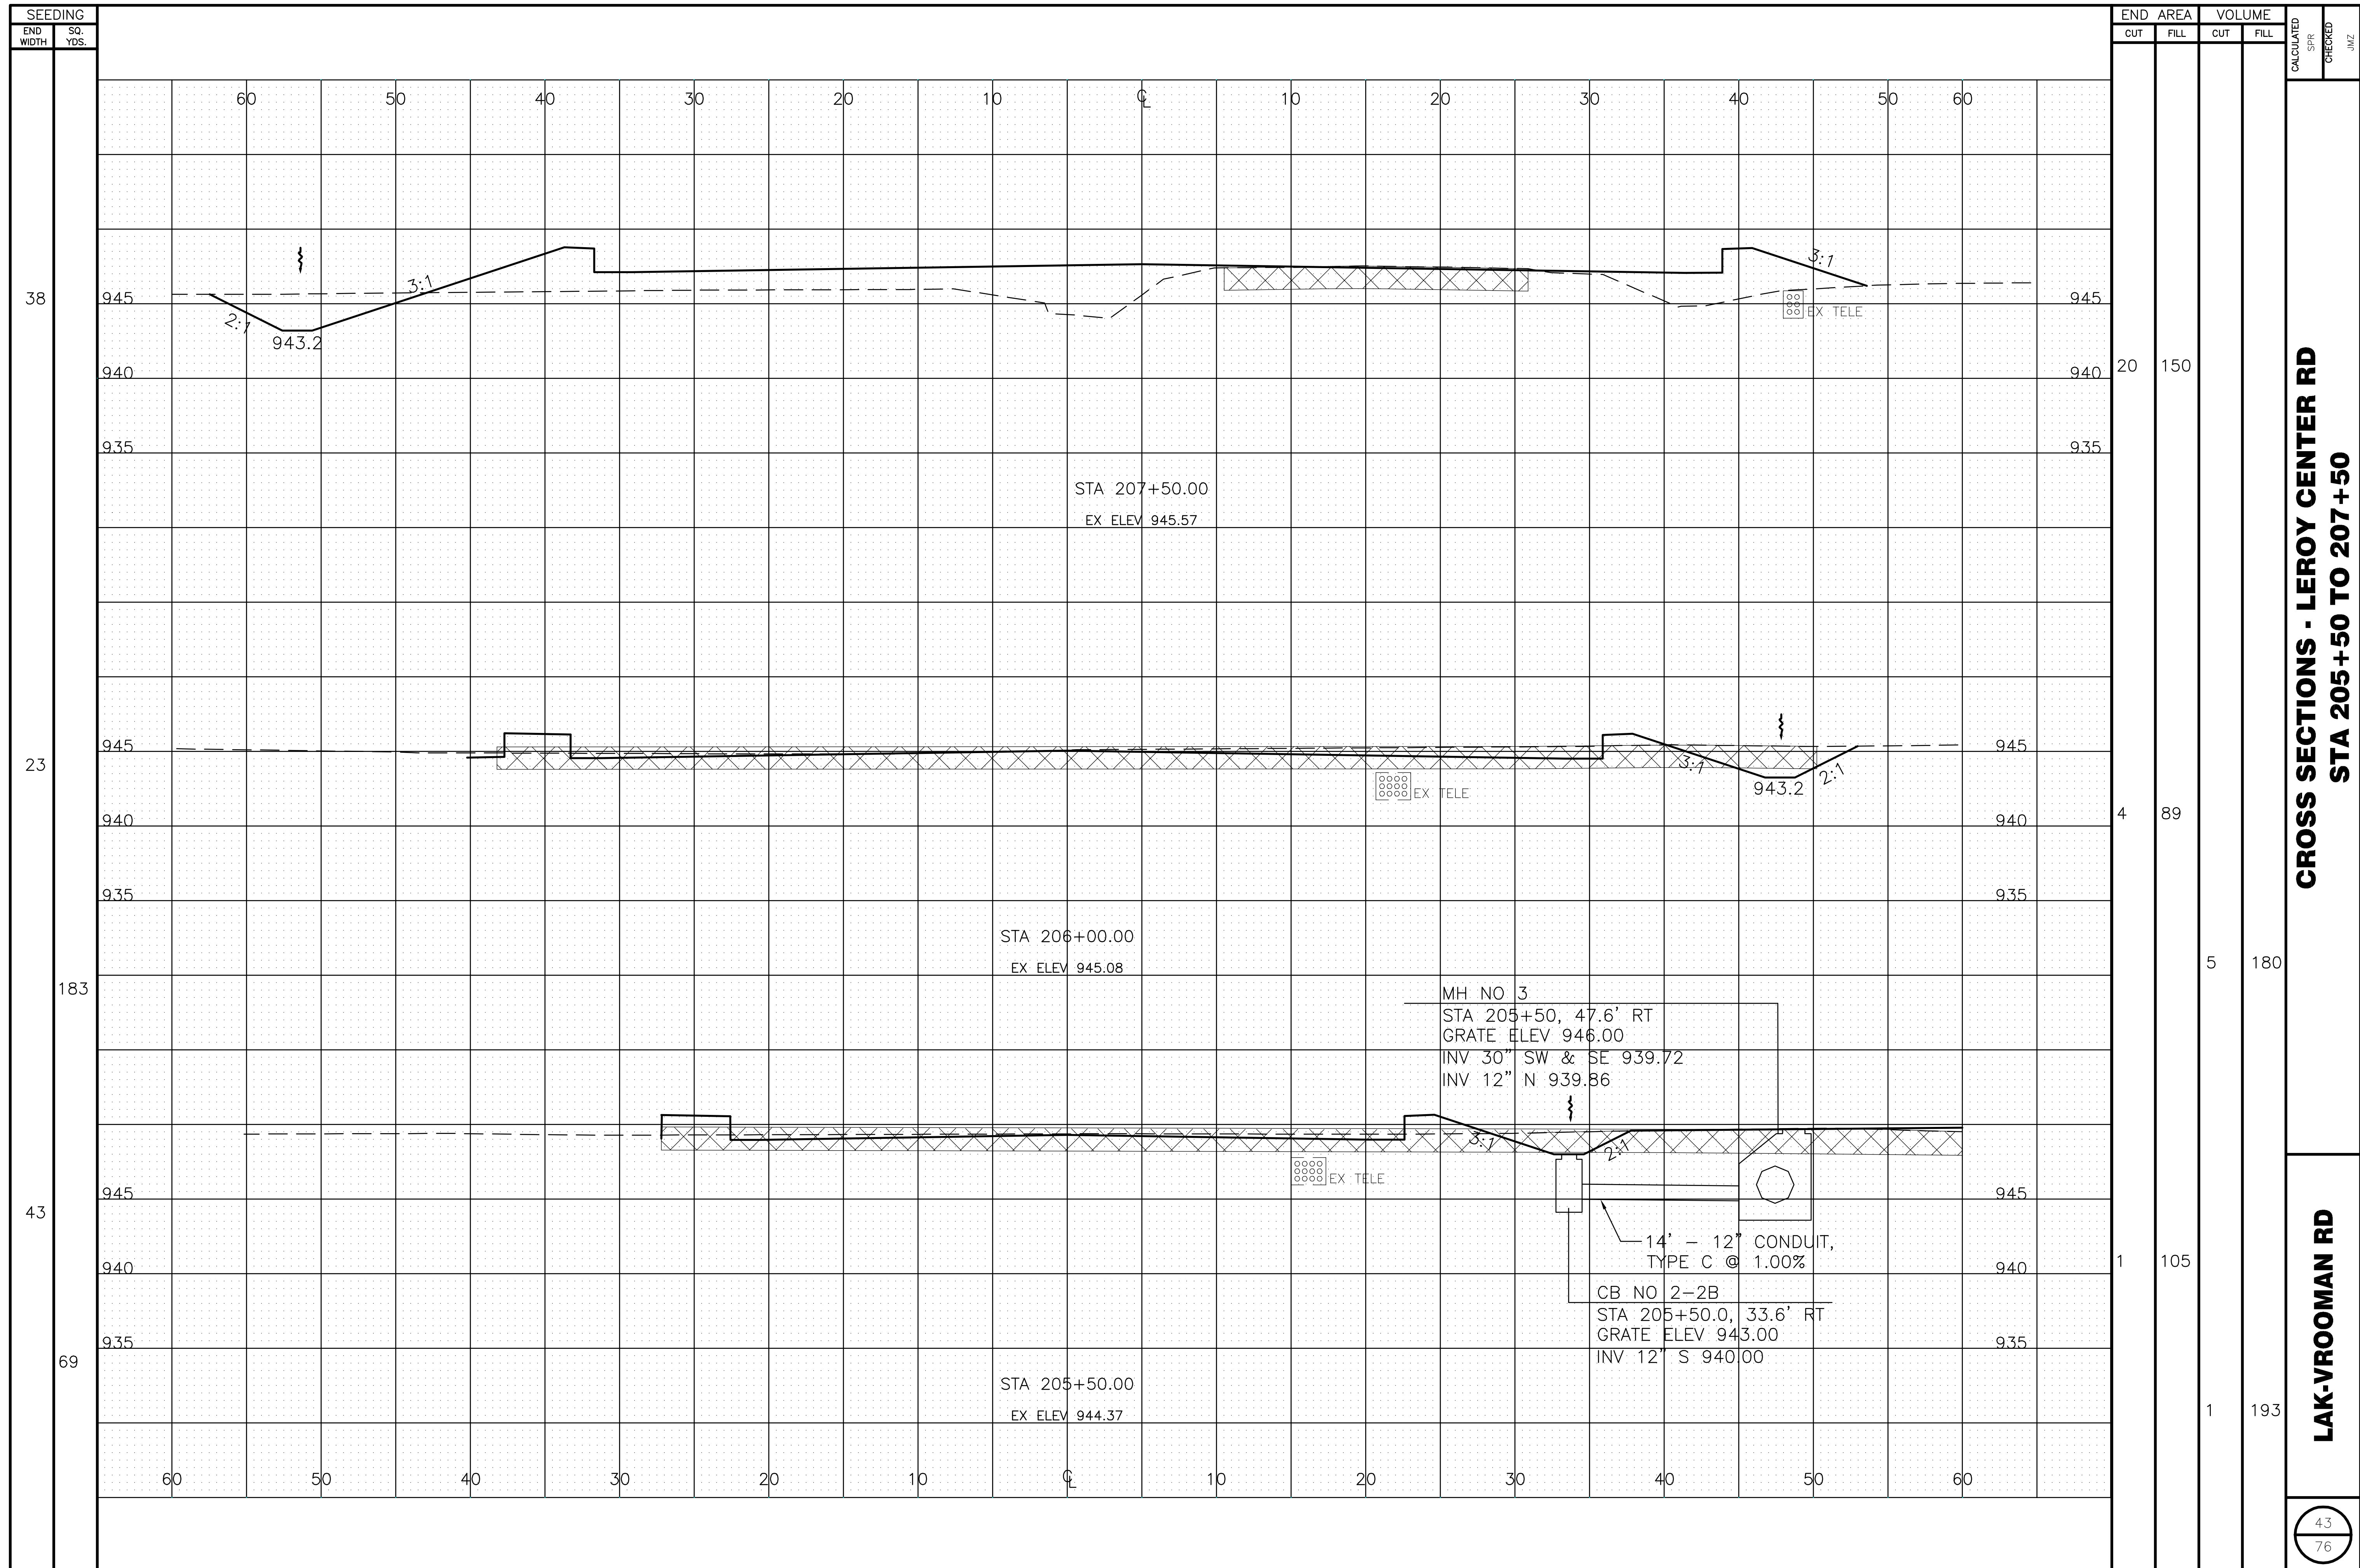 SEEDING
END WIDTH
SQ. YDS.
END AREA
VOLUME
CUT
FILL
CUT
FILL
CALCULATED
SPR
CHECKED
JMZ
60 50 40 30 20 10 CL 10 20 30 40 50 60
3:1
3:1
38
945
2:1
943.2
EX TELE
945
940
940
20
150
935
935
STA 207+50.00
EX ELEV 945.57
CROSS SECTIONS - LEROY CENTER RD
STA 205+50 TO 207+50
945
945
23
3:1
2:1
943.2
EX TELE
940
940
4
89
935
935
STA 206+00.00
EX ELEV 945.08
5
180
183
MH NO 3
STA 205+50, 47.6' RT
GRATE ELEV 946.00
INV 30" SW & SE 939.72
INV 12" N 939.86
3:1
2:1
EX TELE
945
945
43
14' - 12" CONDUIT,
TYPE C @ 1.00%
940
940
1
105
CB NO 2-2B
STA 205+50.0, 33.6' RT
GRATE ELEV 943.00
INV 12" S 940.00
935
935
69
STA 205+50.00
EX ELEV 944.37
1
193
LAK-VROOMAN RD
60 50 40 30 20 10 CL 10 20 30 40 50 60
43
76